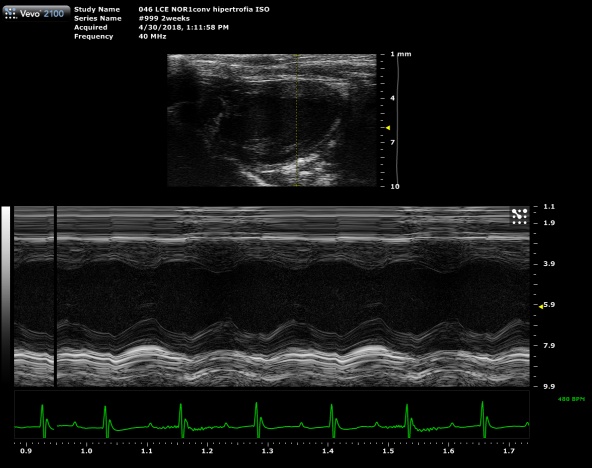 Vevo 2100
Study Name 046 LCE NOR1conv hipertrofia ISO
Series Name #999 2weeks
Acquired 4/30/2018, 1:11:58 PM
Frequency 40 MHz
1 mm
4
7
10
1.1
1.9
3.9
5.9
7.9
9.9
480 BPM
0.9 1.0 1.1 1.2 1.3 1.4 1.5 1.6 1.7